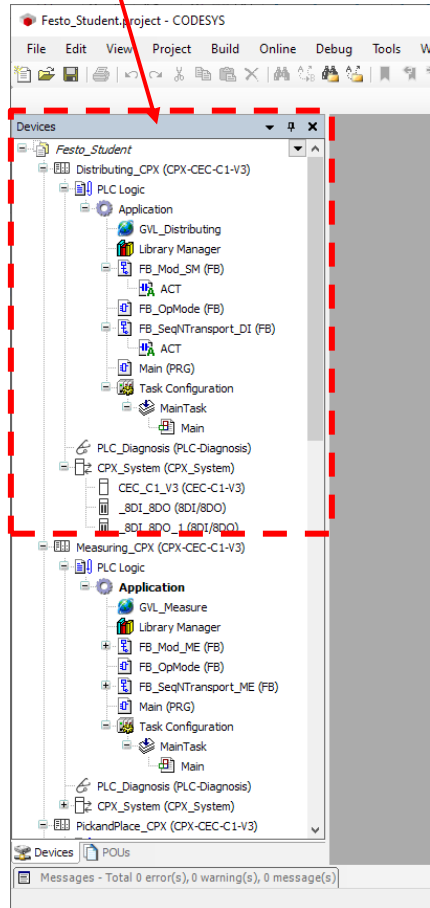 Festo_Student.project - CODESYS
File Edit View Project Build Online Debug Tools W
Devices
Festo_Student
Distributing_CPX (CPX-CEC-C1-V3)
PLC Logic
Application
GVL_Distributing
Library Manager
FB_Mod_SM (FB)
ACT
FB_OpMode (FB)
FB_SeqNTransport_DI (FB)
ACT
Main (PRG)
Task Configuration
MainTask
Main
PLC_Diagnosis (PLC-Diagnosis)
CPX_System (CPX_System)
CEC_C1_V3 (CEC-C1-V3)
_8DI_8DO (8DI/8DO)
_8DI_8DO_1 (8DI/8DO)
Measuring_CPX (CPX-CEC-C1-V3)
PLC Logic
Application
GVL_Measure
Library Manager
FB_Mod_ME (FB)
FB_OpMode (FB)
FB_SeqNTransport_ME (FB)
Main (PRG)
Task Configuration
MainTask
Main
PLC_Diagnosis (PLC-Diagnosis)
CPX_System (CPX_System)
PickandPlace_CPX (CPX-CEC-C1-V3)
Devices POUs
Messages - Total 0 error(s), 0 warning(s), 0 message(s)